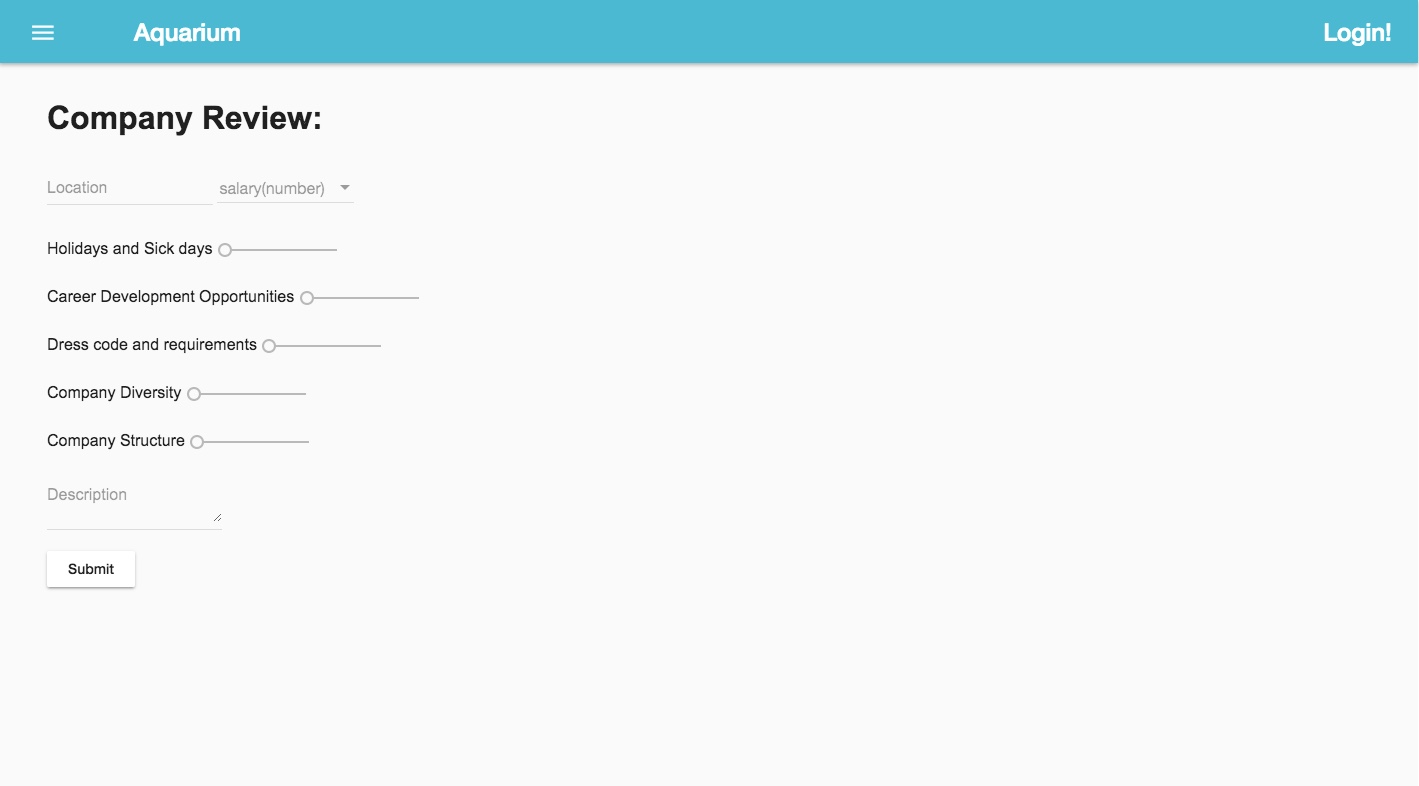 Aquarium Login!
Company Review:
Location salary(number)
Holidays and Sick days
Career Development Opportunities
Dress code and requirements
Company Diversity
Company Structure
Description
Submit